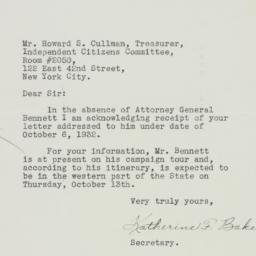 Mr. Howard S. Cullman, Treasurer,
Independent Citizens Committee,
Room #2050,
122 East 42nd Street,
New York City.
Dear Sir:
In the absence of Attorney General
Bennett I am acknowledging receipt of your
letter addressed to him under date of
October 6, 1932.
For your information, Mr. Bennett
is at present on his campaign tour and,
according to his itinerary, is expected to
be in the western part of the State on
Thursday, October 13th.
Very truly yours,
Katherine F. Bake
Secretary.